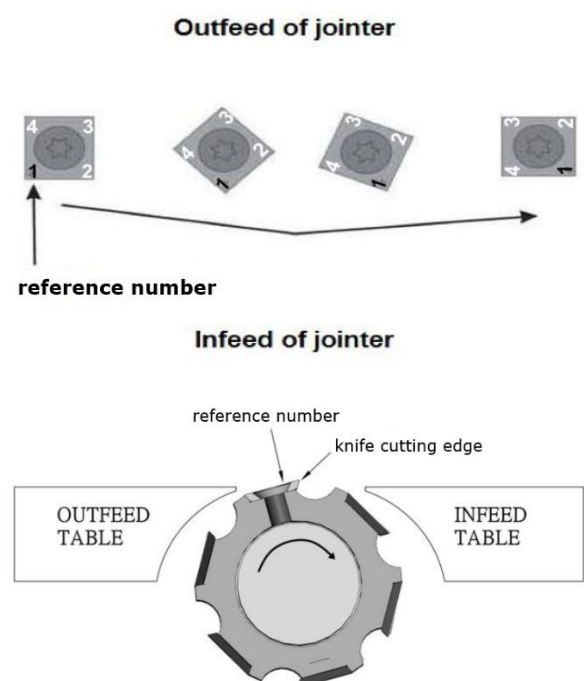 Outfeed of jointer
4 3
1 2
3
4 2
1
3 2
4 1
3 2
4 1
reference number
Infeed of jointer
reference number
knife cutting edge
OUTFEED
TABLE
INFEED
TABLE